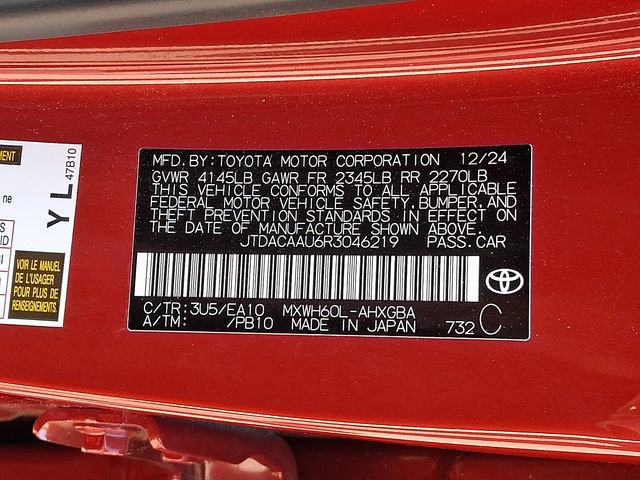 MENT
47B10
YL
ne
S
ID
VOIR LE MANUEL
DE L'USAGER
POUR PLUS DE
RENSEIGNEMENTS
MFD. BY: TOYOTA MOTOR CORPORATION 12/24
GVWR 4145LB GAWR FR 2345LB RR 2270LB
THIS VEHICLE CONFORMS TO ALL APPLICABLE
FEDERAL MOTOR VEHICLE SAFETY, BUMPER, AND
THEFT PREVENTION STANDARDS IN EFFECT ON
THE DATE OF MANUFACTURE SHOWN ABOVE.
JTDACAAU6R3046219 PASS. CAR
C/TR: 3U5/EA10 MXWH60L-AHXGBA
A/TM: /PB10 MADE IN JAPAN 732 C